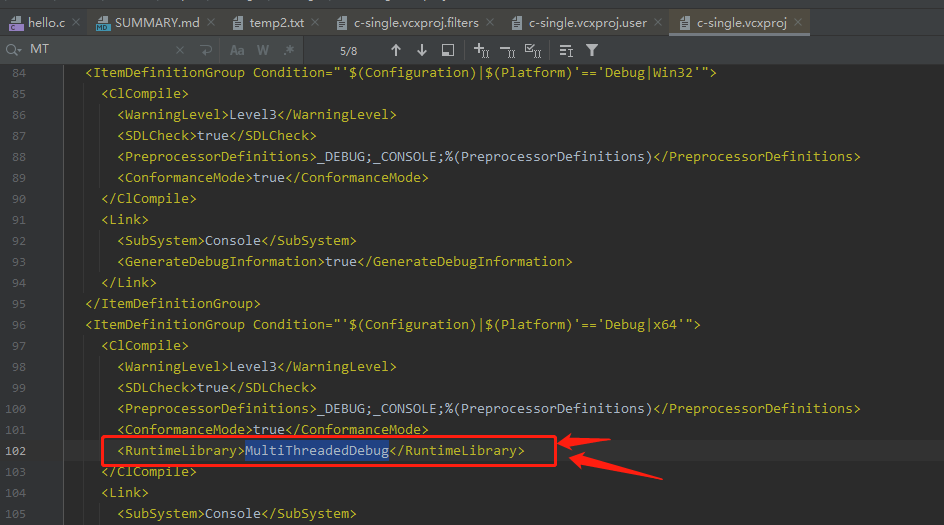 hello.c
SUMMARY.md
temp2.txt
c-single.vcxproj.filters
c-single.vcxproj.user
c-single.vcxproj
MT
Aa
W
.*
5/8
84 <ItemDefinitionGroup Condition="'$(Configuration)|$(Platform)'=='Debug|Win32'">
85 <ClCompile>
86 <WarningLevel>Level3</WarningLevel>
87 <SDLCheck>true</SDLCheck>
88 <PreprocessorDefinitions>_DEBUG;_CONSOLE;%(PreprocessorDefinitions)</PreprocessorDefinitions>
89 <ConformanceMode>true</ConformanceMode>
90 </ClCompile>
91 <Link>
92 <SubSystem>Console</SubSystem>
93 <GenerateDebugInformation>true</GenerateDebugInformation>
94 </Link>
95 </ItemDefinitionGroup>
96 <ItemDefinitionGroup Condition="'$(Configuration)|$(Platform)'=='Debug|x64'">
97 <ClCompile>
98 <WarningLevel>Level3</WarningLevel>
99 <SDLCheck>true</SDLCheck>
100 <PreprocessorDefinitions>_DEBUG;_CONSOLE;%(PreprocessorDefinitions)</PreprocessorDefinitions>
101 <ConformanceMode>true</ConformanceMode>
102 <RuntimeLibrary>MultiThreadedDebug</RuntimeLibrary>
103 </ClCompile>
104 <Link>
105 <SubSystem>Console</SubSystem>